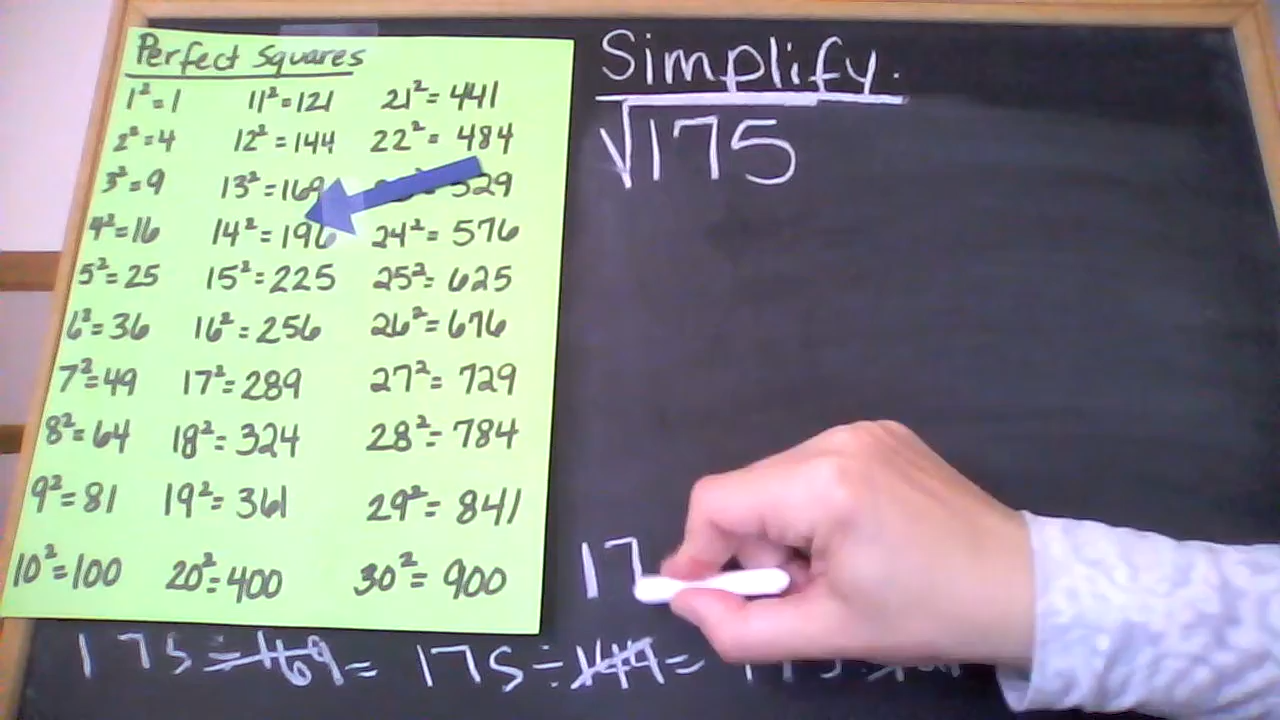 Perfect Squares
1²=1 11²=121 21²=441
2²=4 12²=144 22²=484
3²=9 13²=169 529
4²=16 14²=196 24²=576
5²=25 15²=225 25²=625
6²=36 16²=256 26²=676
7²=49 17²=289 27²=729
8²=64 18²=324 28²=784
9²=81 19²=361 29²=841
10²=100 20²=400 30²=900
Simplify.
√175
17
175÷169= 175÷144= 175